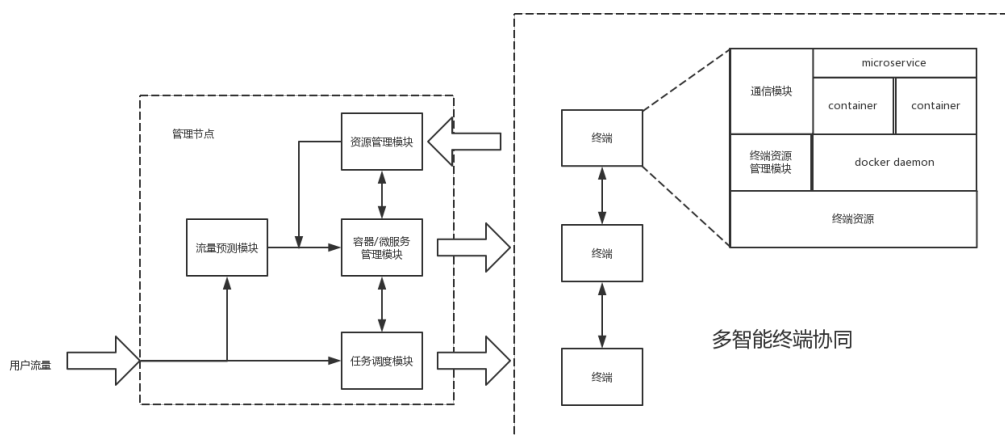 管理节点
资源管理模块
流量预测模块
容器/微服务
管理模块
任务调度模块
用户流量
终端
终端
终端
通信模块
microservice
container
container
终端资源
管理模块
docker daemon
终端资源
多智能终端协同